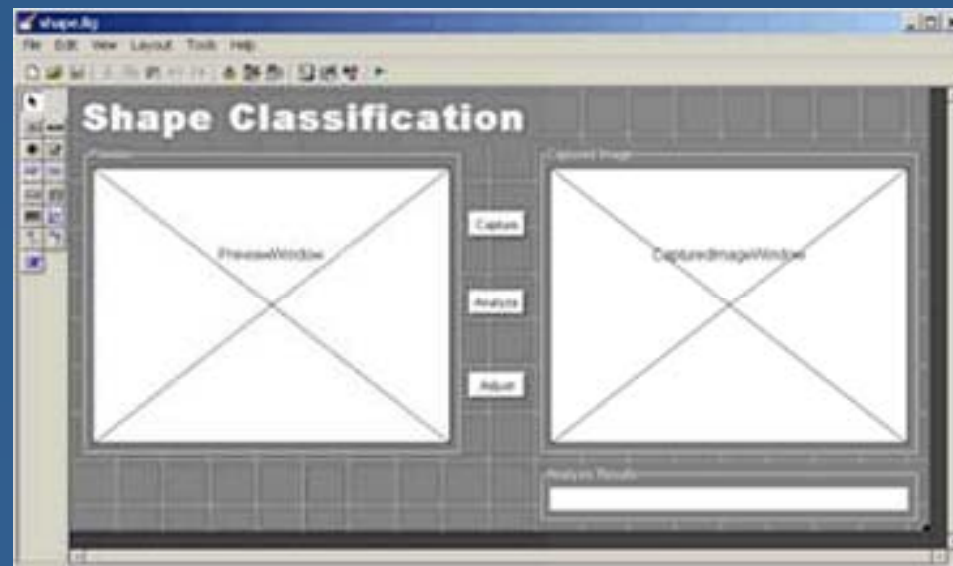 shape.fig
File Edit View Layout Tools Help
Shape Classification
Preview
Captured Image
PreviewWindow
CapturedImageWindow
Capture
Analyze
Adjust
Analysis Results